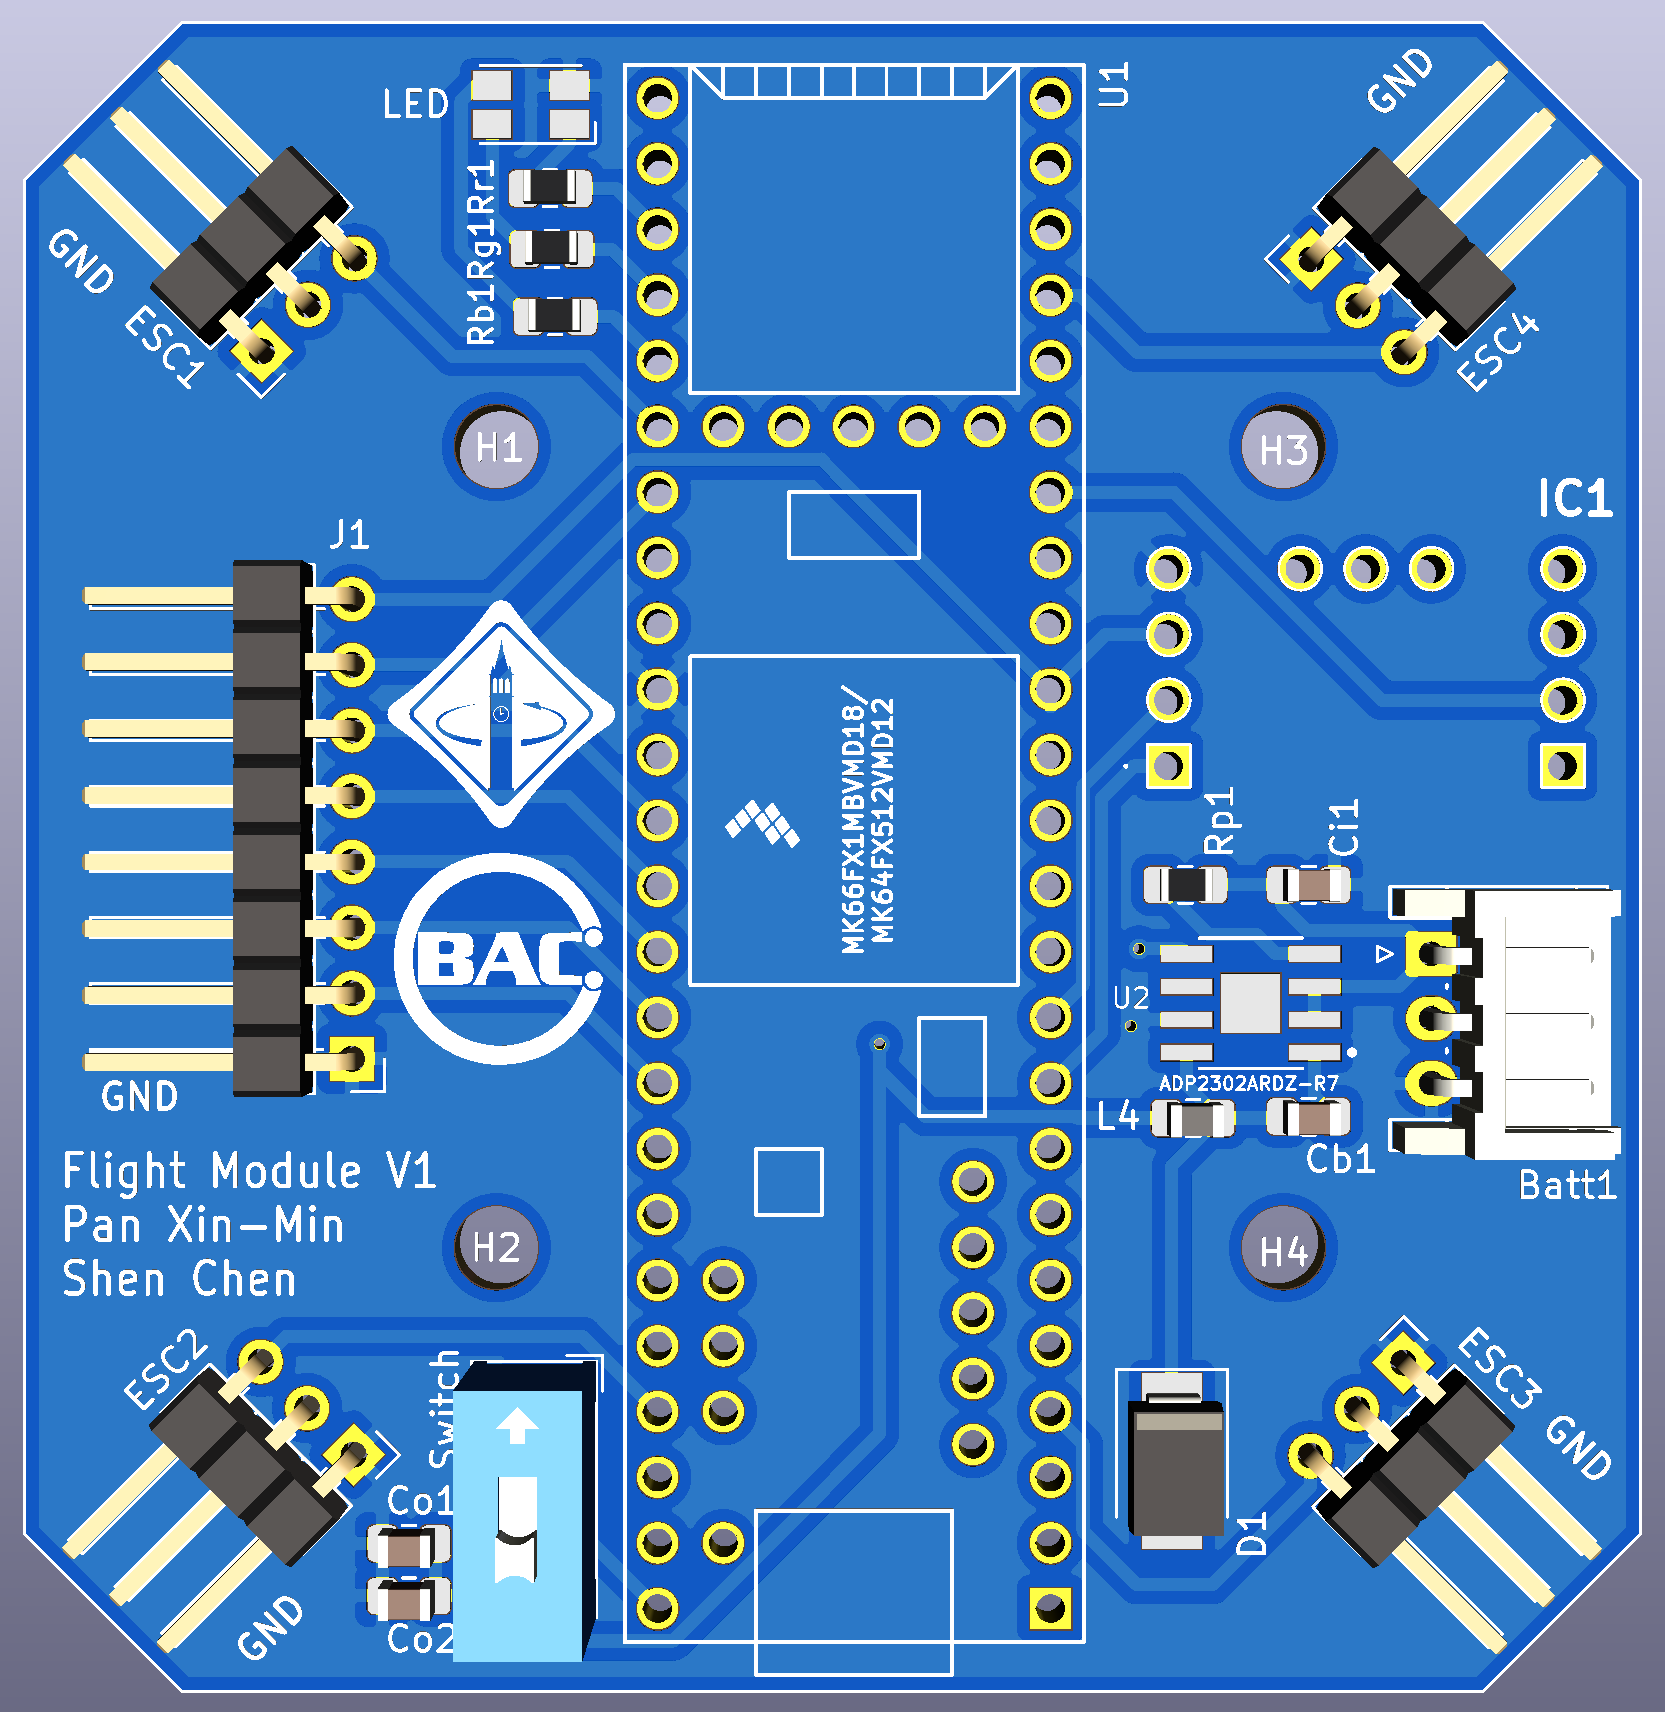 LED
U1
GND
GND
Rb1Rg1Rr1
ESC1
ESC4
H1
H3
IC1
J1
MK66FX1MBVMD18/
MK64FX512VMD12
Rp1
Ci1
BAC
U2
ADP2302ARDZ-R7
GND
L4
Cb1
Batt1
Flight Module V1
Pan Xin-Min
Shen Chen
H2
H4
ESC2
Switch
ESC3
GND
Co1
D1
Co2
GND